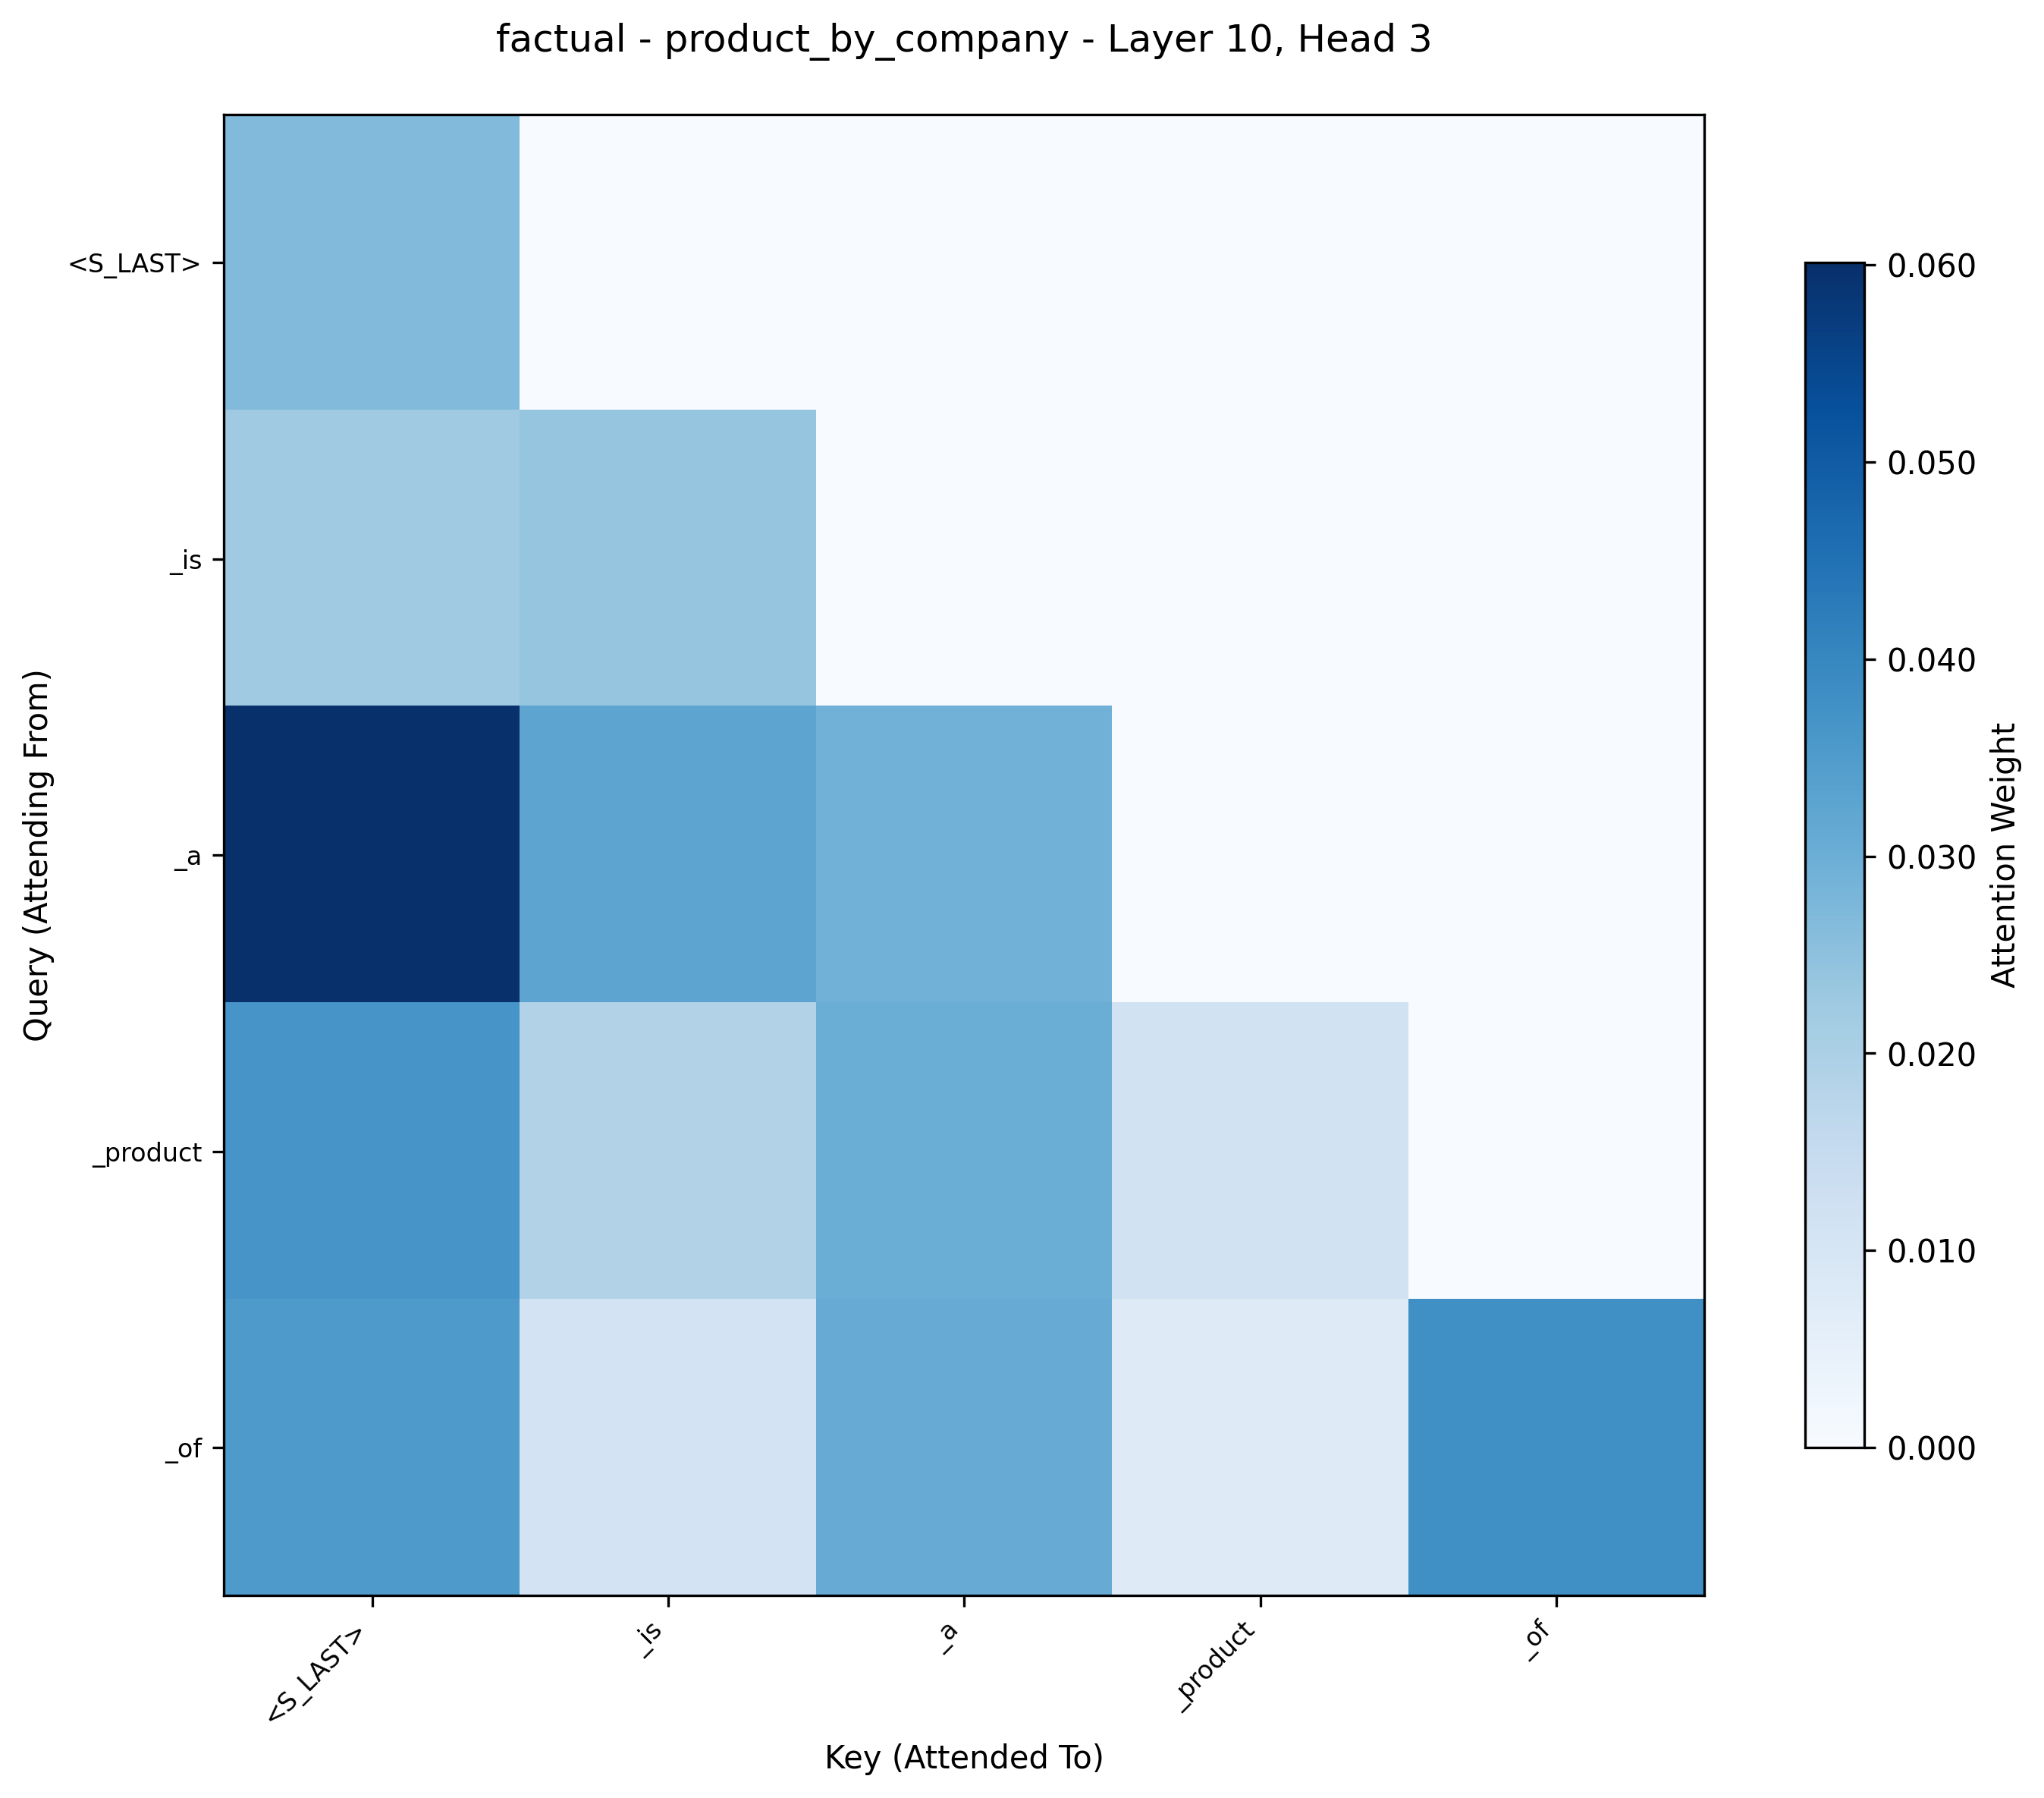 factual - product_by_company - Layer 10, Head 3
Query (Attending From)
<S_LAST>
_is
_a
_product
_of
<S_LAST>
_is
_a
_product
_of
Key (Attended To)
0.060
0.050
0.040
0.030
0.020
0.010
0.000
Attention Weight